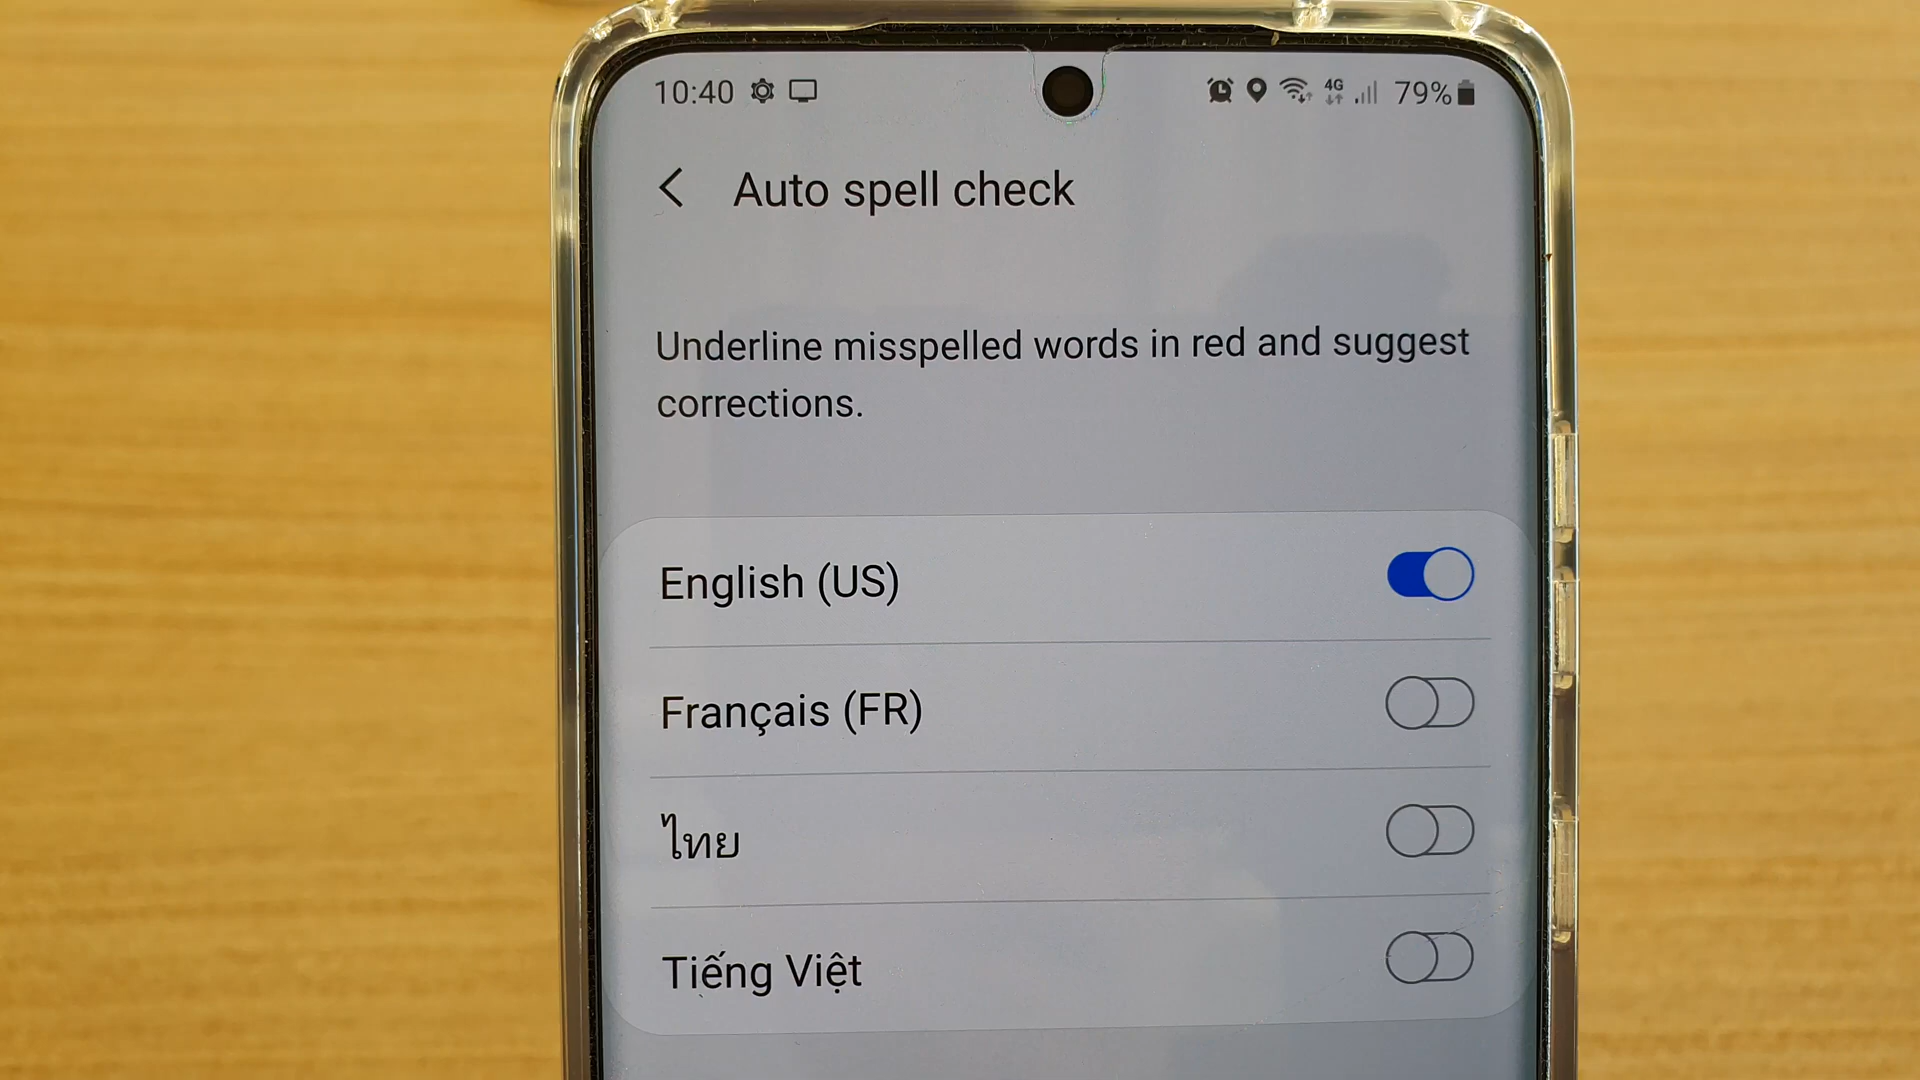 10:40 4G 79%
Auto spell check
Underline misspelled words in red and suggest
corrections.
English (US)
Français (FR)
ไทย
Tiếng Việt